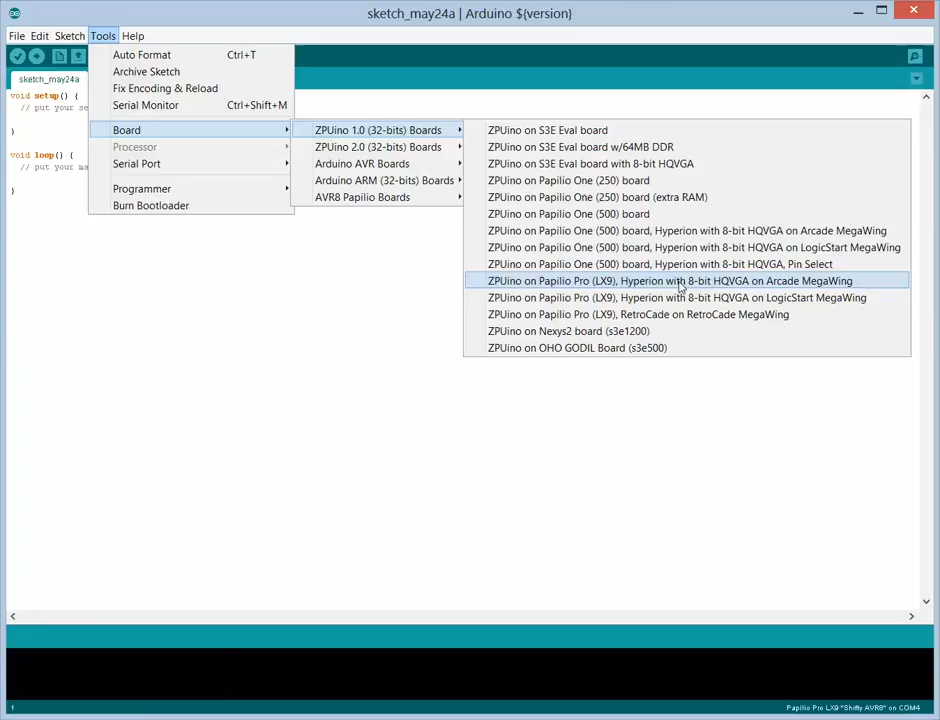 sketch_may24a | Arduino ${version}
File Edit Sketch Tools Help
sketch_may24a
void setup() {
// put your se
}
void loop() {
// put your ma
}
Auto Format Ctrl+T
Archive Sketch
Fix Encoding & Reload
Serial Monitor Ctrl+Shift+M
Board
Processor
Serial Port
Programmer
Burn Bootloader
ZPUino 1.0 (32-bits) Boards
ZPUino 2.0 (32-bits) Boards
Arduino AVR Boards
Arduino ARM (32-bits) Boards
AVR8 Papilio Boards
ZPUino on S3E Eval board
ZPUino on S3E Eval board w/64MB DDR
ZPUino on S3E Eval board with 8-bit HQVGA
ZPUino on Papilio One (250) board
ZPUino on Papilio One (250) board (extra RAM)
ZPUino on Papilio One (500) board
ZPUino on Papilio One (500) board, Hyperion with 8-bit HQVGA on Arcade MegaWing
ZPUino on Papilio One (500) board, Hyperion with 8-bit HQVGA on LogicStart MegaWing
ZPUino on Papilio One (500) board, Hyperion with 8-bit HQVGA, Pin Select
ZPUino on Papilio Pro (LX9), Hyperion with 8-bit HQVGA on Arcade MegaWing
ZPUino on Papilio Pro (LX9), Hyperion with 8-bit HQVGA on LogicStart MegaWing
ZPUino on Papilio Pro (LX9), RetroCade on RetroCade MegaWing
ZPUino on Nexys2 board (s3e1200)
ZPUino on OHO GODIL Board (s3e500)
1
Papilio Pro LX9 "Shifty AVR8" on COM4